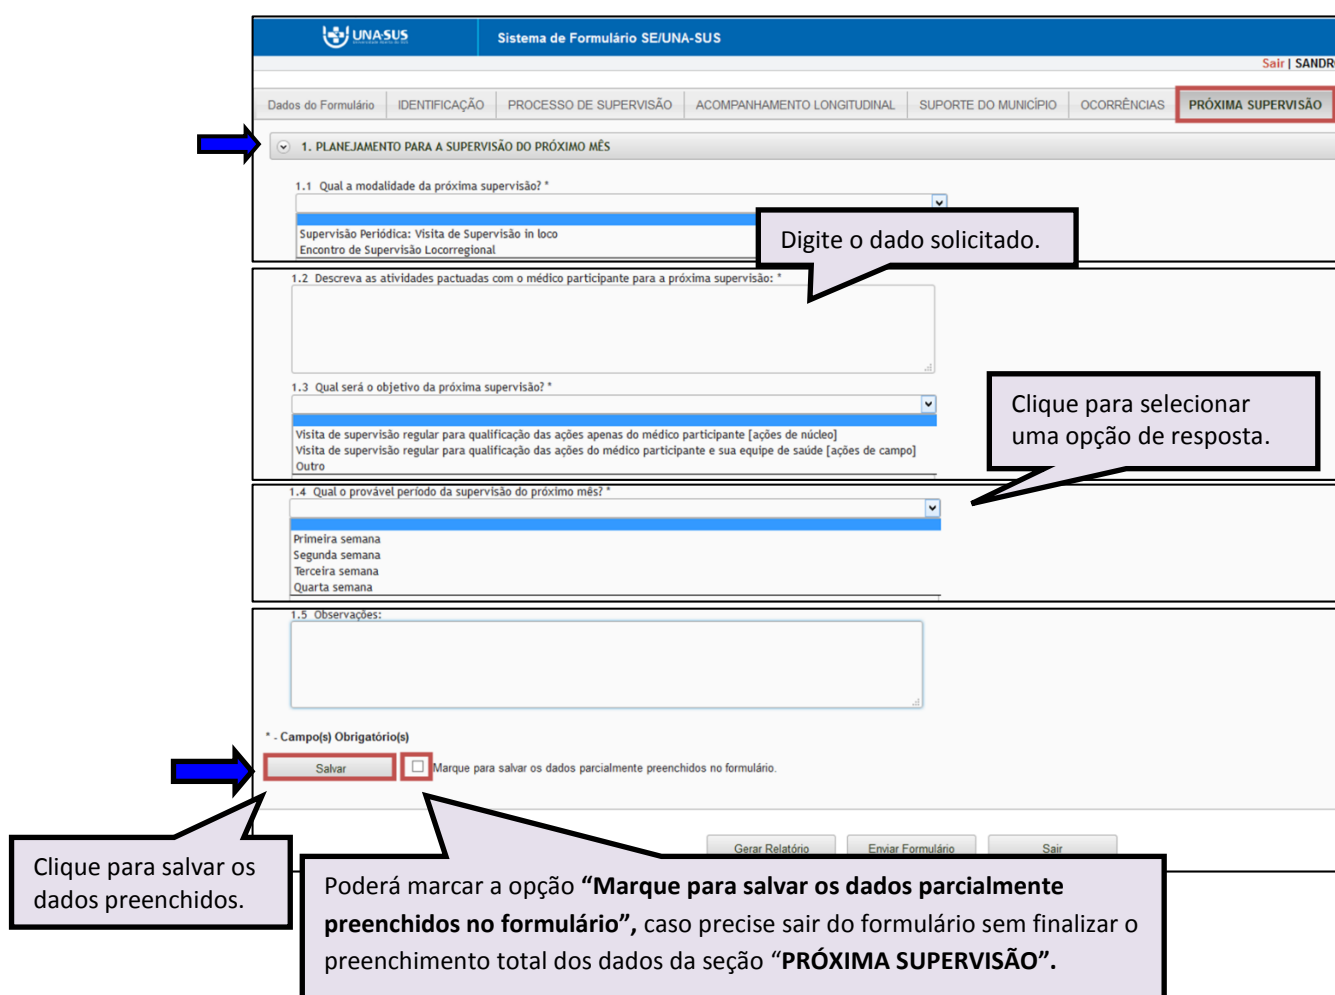 UNA-SUS
Sistema de Formulário SE/UNA-SUS
Sair | SANDR
Dados do Formulário
IDENTIFICAÇÃO
PROCESSO DE SUPERVISÃO
ACOMPANHAMENTO LONGITUDINAL
SUPORTE DO MUNICÍPIO
OCORRÊNCIAS
PRÓXIMA SUPERVISÃO
1. PLANEJAMENTO PARA A SUPERVISÃO DO PRÓXIMO MÊS
1.1 Qual a modalidade da próxima supervisão? *
Supervisão Periódica: Visita de Supervisão in loco
Encontro de Supervisão Locorregional
Digite o dado solicitado.
1.2 Descreva as atividades pactuadas com o médico participante para a próxima supervisão: *
1.3 Qual será o objetivo da próxima supervisão? *
Visita de supervisão regular para qualificação das ações apenas do médico participante [ações de núcleo]
Visita de supervisão regular para qualificação das ações do médico participante e sua equipe de saúde [ações de campo]
Outro
Clique para selecionar
uma opção de resposta.
1.4 Qual o provável período da supervisão do próximo mês? *
Primeira semana
Segunda semana
Terceira semana
Quarta semana
1.5 Observações:
* - Campo(s) Obrigatório(s)
Salvar
Marque para salvar os dados parcialmente preenchidos no formulário.
Gerar Relatório
Enviar Formulário
Sair
Clique para salvar os
dados preenchidos.
Poderá marcar a opção “Marque para salvar os dados parcialmente
preenchidos no formulário”, caso precise sair do formulário sem finalizar o
preenchimento total dos dados da seção “PRÓXIMA SUPERVISÃO”.